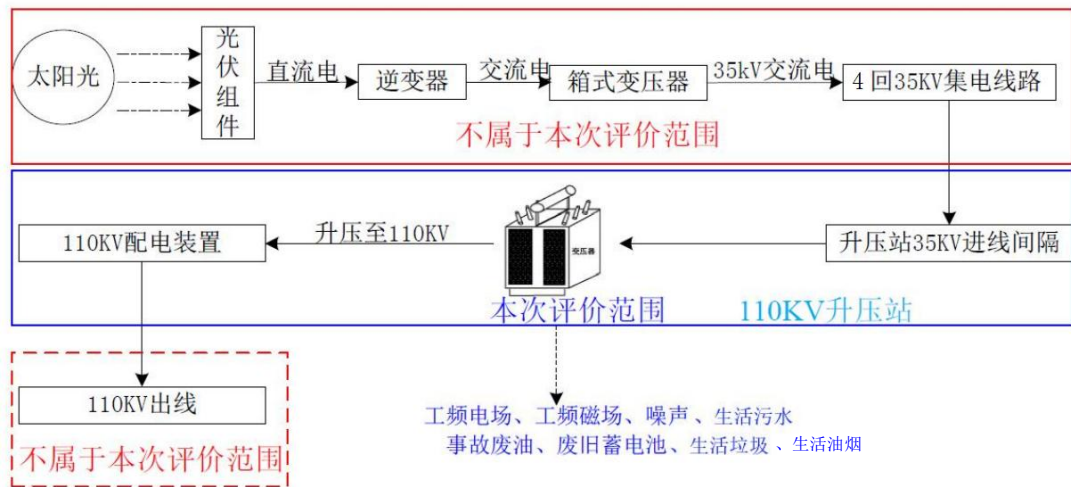 太阳光
光伏组件
直流电
逆变器
交流电
箱式变压器
35kV交流电
4回35KV集电线路
不属于本次评价范围
110KV配电装置
升压至110KV
变压器
升压站35KV进线间隔
本次评价范围
110KV升压站
110KV出线
不属于本次评价范围
工频电场、工频磁场、噪声、生活污水
事故废油、废旧蓄电池、生活垃圾、生活油烟